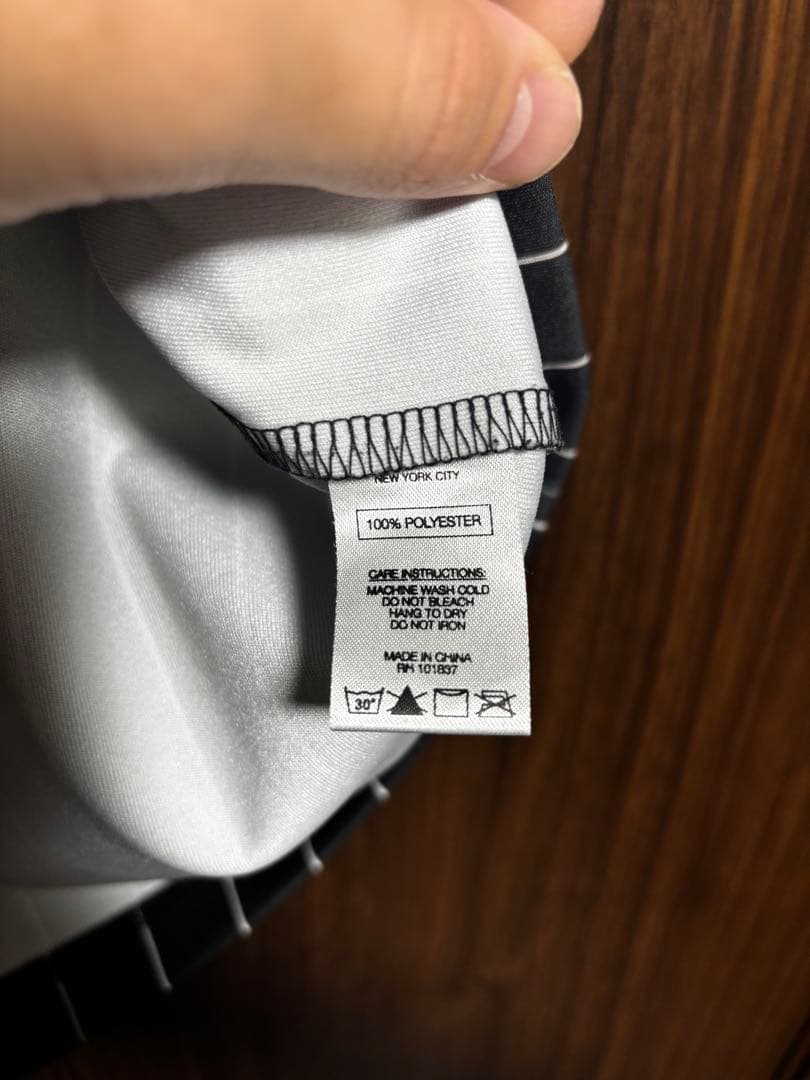 NEW YORK CITY
100% POLYESTER
CARE INSTRUCTIONS:
MACHINE WASH COLD
DO NOT BLEACH
HANG TO DRY
DO NOT IRON
MADE IN CHINA
RN 101837
30°